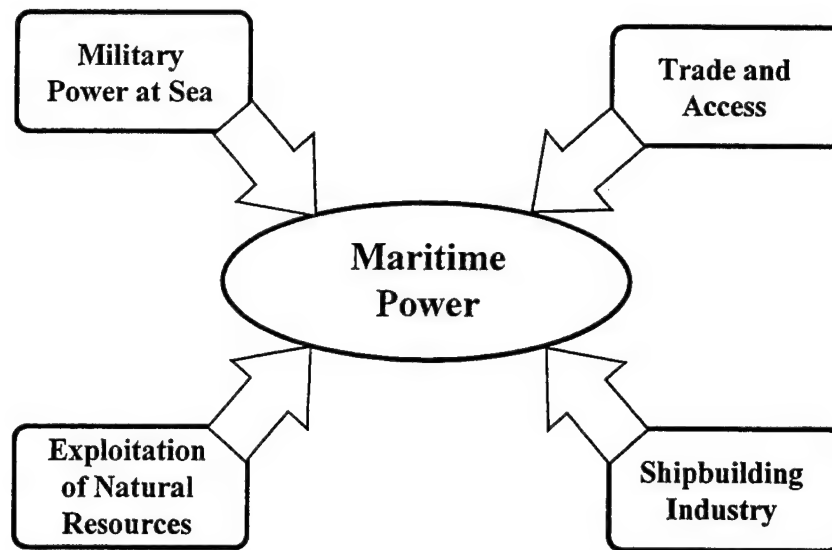 Military
Power at Sea
Trade and
Access
Maritime
Power
Exploitation
of Natural
Resources
Shipbuilding
Industry